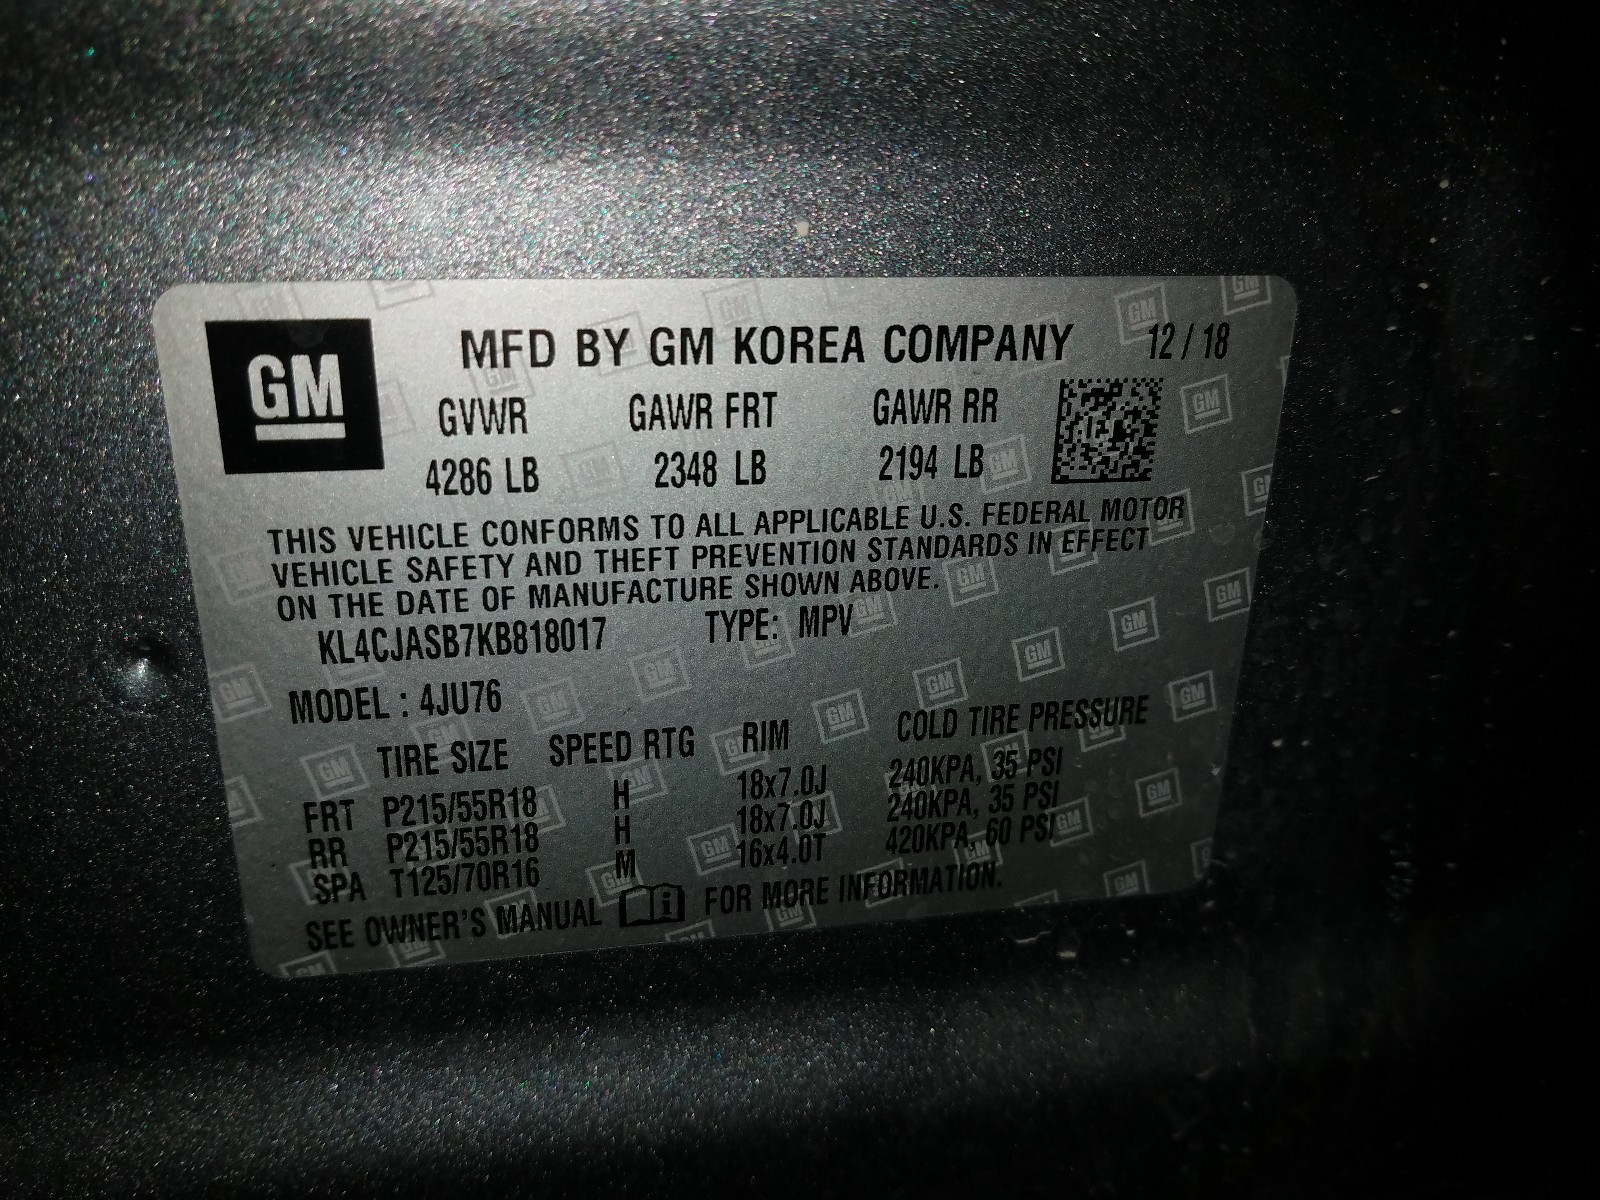 GM
MFD BY GM KOREA COMPANY 12 / 18
GVWR GAWR FRT GAWR RR
4286 LB 2348 LB 2194 LB
THIS VEHICLE CONFORMS TO ALL APPLICABLE U.S. FEDERAL MOTOR
VEHICLE SAFETY AND THEFT PREVENTION STANDARDS IN EFFECT
ON THE DATE OF MANUFACTURE SHOWN ABOVE.
KL4CJASB7KB818017 TYPE: MPV
MODEL : 4JU76
TIRE SIZE SPEED RTG RIM COLD TIRE PRESSURE
FRT P215/55R18 H 18x7.0J 240KPA, 35 PSI
RR P215/55R18 H 18x7.0J 240KPA, 35 PSI
SPA T125/70R16 M 16x4.0T 420KPA, 60 PSI
SEE OWNER'S MANUAL FOR MORE INFORMATION.